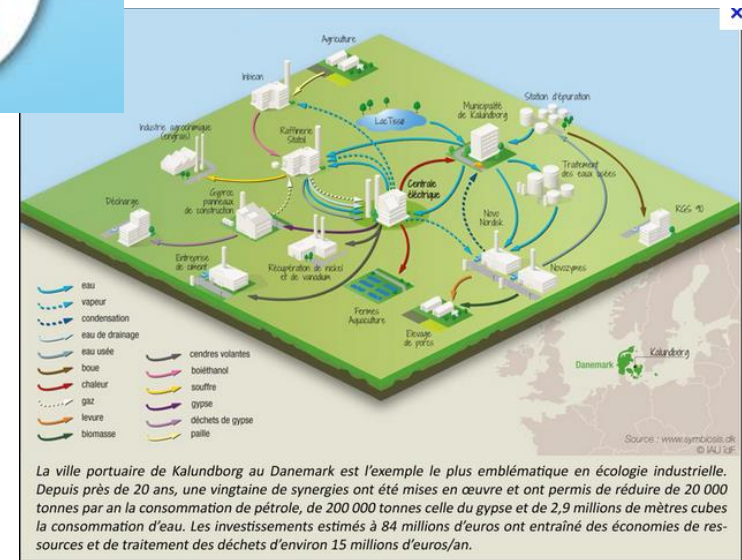 Agriculture
Inbicon
Station d'épuration
Municipalité
de Kalundborg
Lac Tissø
Industrie agrochimique
(engrais)
Raffinerie
Statoil
Traitement
des eaux usées
Centrale
électrique
Gyproc
panneaux
de construction
Décharge
RGS 90
Novo
Nordisk
Entreprise
de ciment
Récupération de nickel
et de vanadium
Novozymes
Fermes
Aquaculture
Elevage
de porcs
eau
vapeur
condensation
eau de drainage
eau usée
boue
chaleur
gaz
levure
biomasse
cendres volantes
boiéthanol
souffre
gypse
déchets de gypse
paille
Kalundborg
Danemark
Source : www.symbiosis.dk
© IAU îdF
La ville portuaire de Kalundborg au Danemark est l'exemple le plus emblématique en écologie industrielle.
Depuis près de 20 ans, une vingtaine de synergies ont été mises en œuvre et ont permis de réduire de 20 000
tonnes par an la consommation de pétrole, de 200 000 tonnes celle du gypse et de 2,9 millions de mètres cubes
la consommation d'eau. Les investissements estimés à 84 millions d'euros ont entraîné des économies de res-
sources et de traitement des déchets d'environ 15 millions d'euros/an.